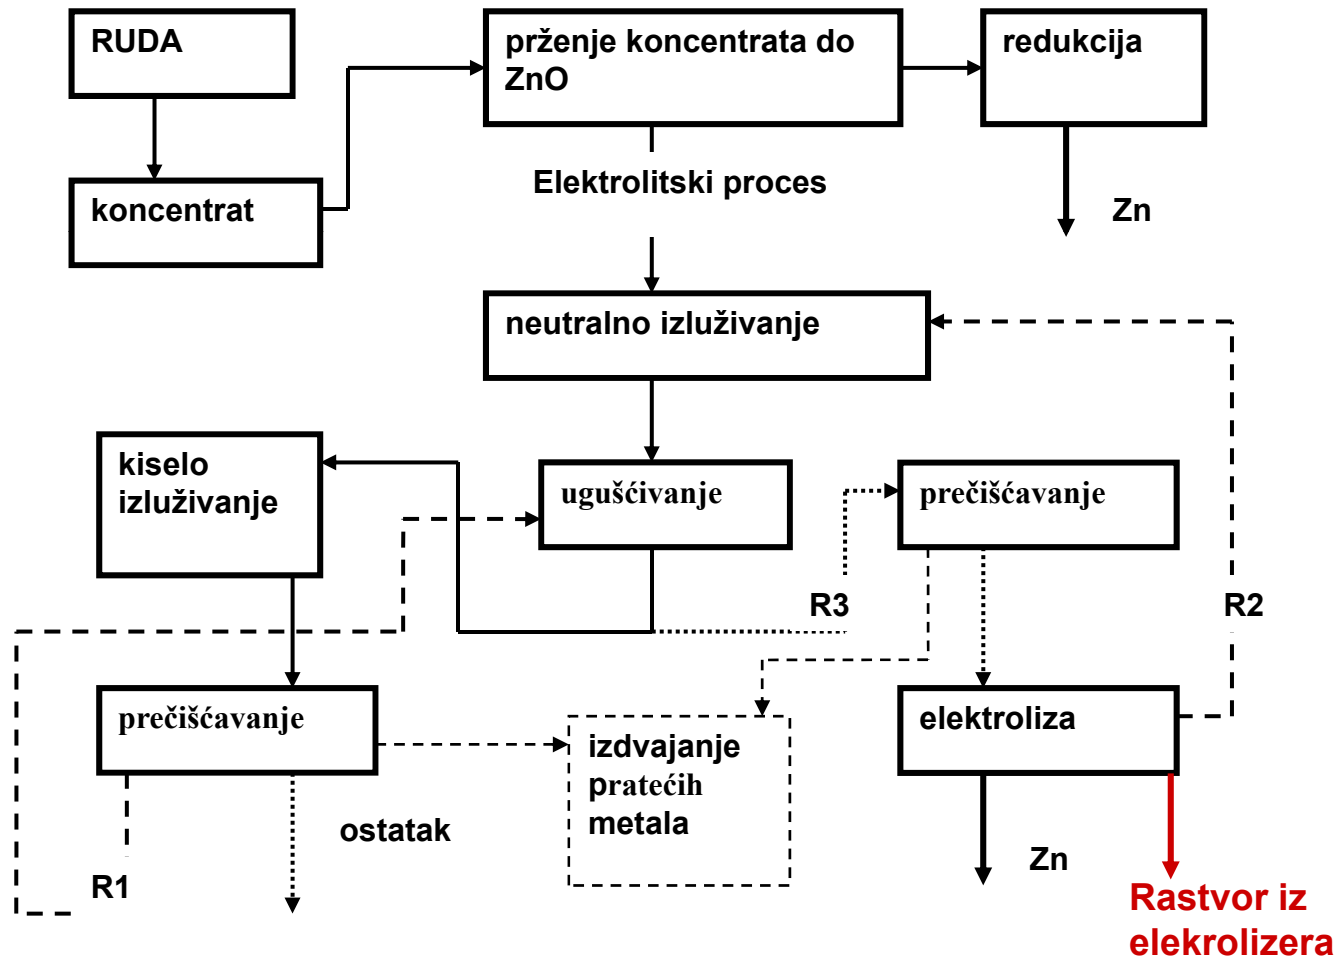 RUDA
prženje koncentrata do
ZnO
redukcija
koncentrat
Elektrolitski proces
Zn
neutralno izluživanje
kiselo
izluživanje
ugušćivanje
prečišćavanje
R3
R2
prečišćavanje
izdvajanje
pratećih
metala
elektroliza
ostatak
R1
Zn
Rastvor iz
elekrolizera